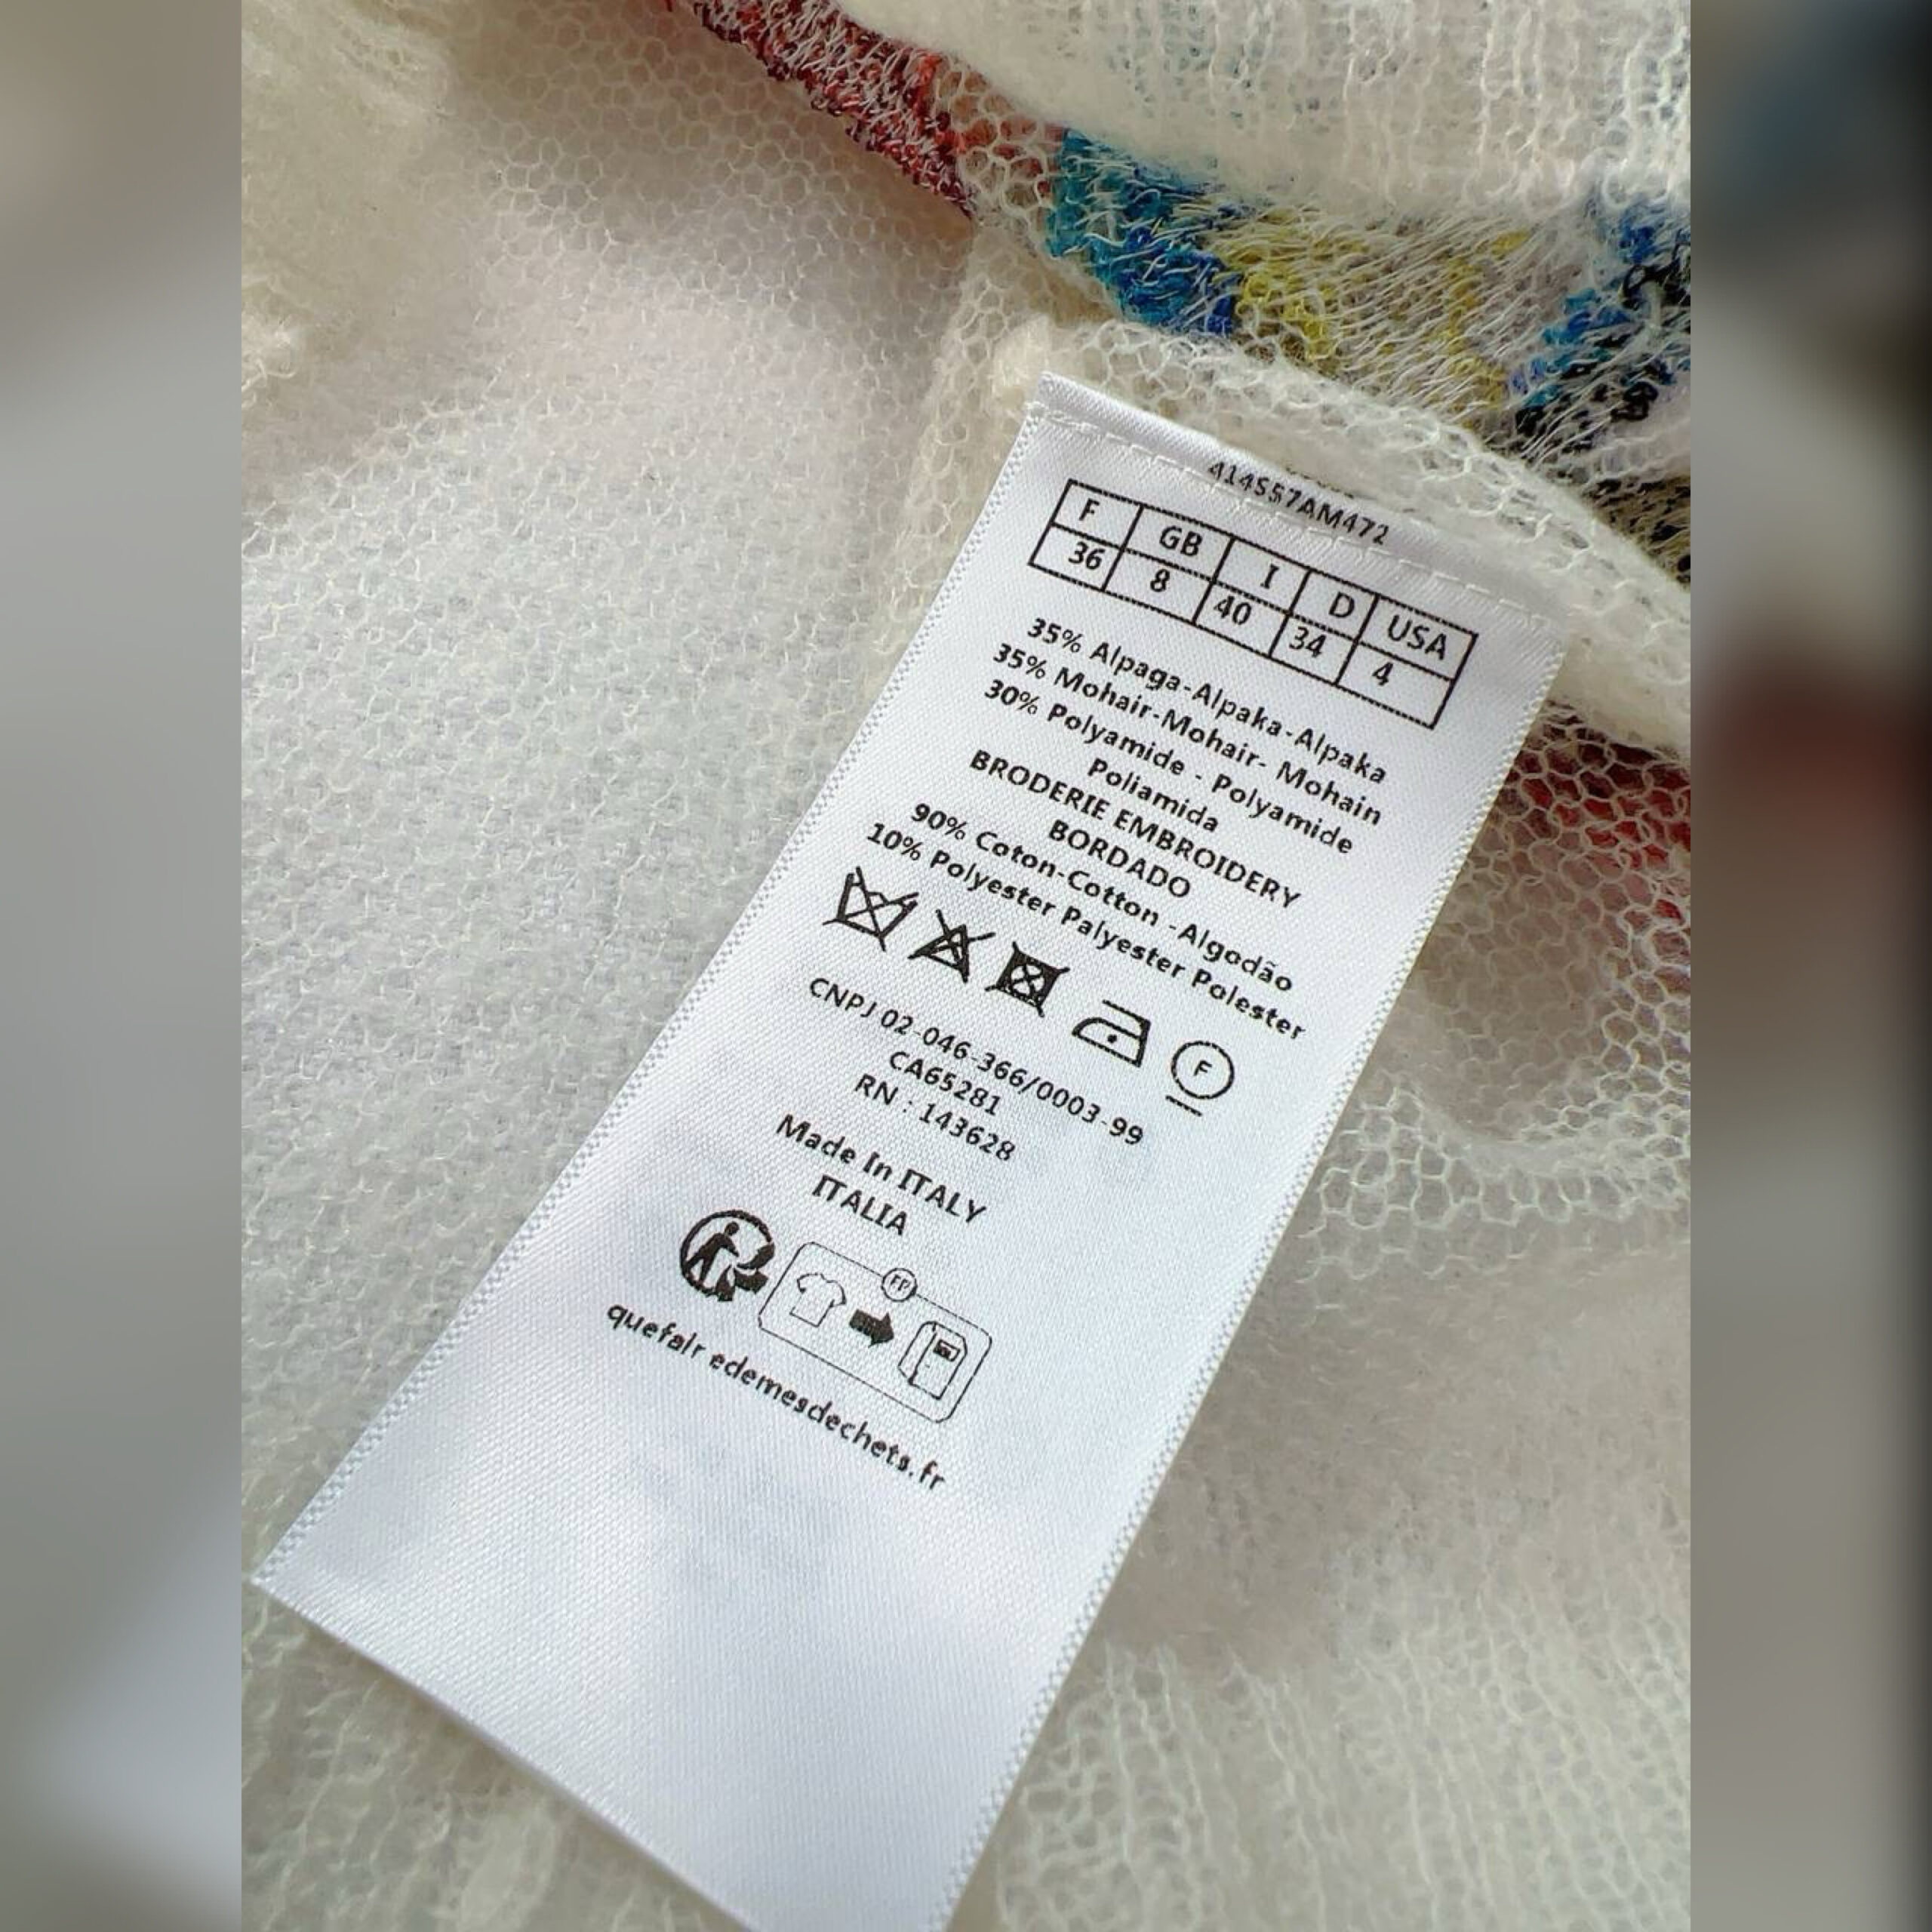 414557AM472
F GB I D USA
36 8 40 34 4
35% Alpaga-Alpaka-Alpaka
35% Mohair-Mohair- Mohain
30% Polyamide - Polyamide
Poliamida
BRODERIE EMBROIDERY
BORDADO
90% Coton-Cotton -Algodão
10% Polyester Palyester Polester
F
CNPJ 02-046-366/0003-99
CA65281
RN : 143628
Made In ITALY
ITALIA
FP
quefair edemesdechets.fr